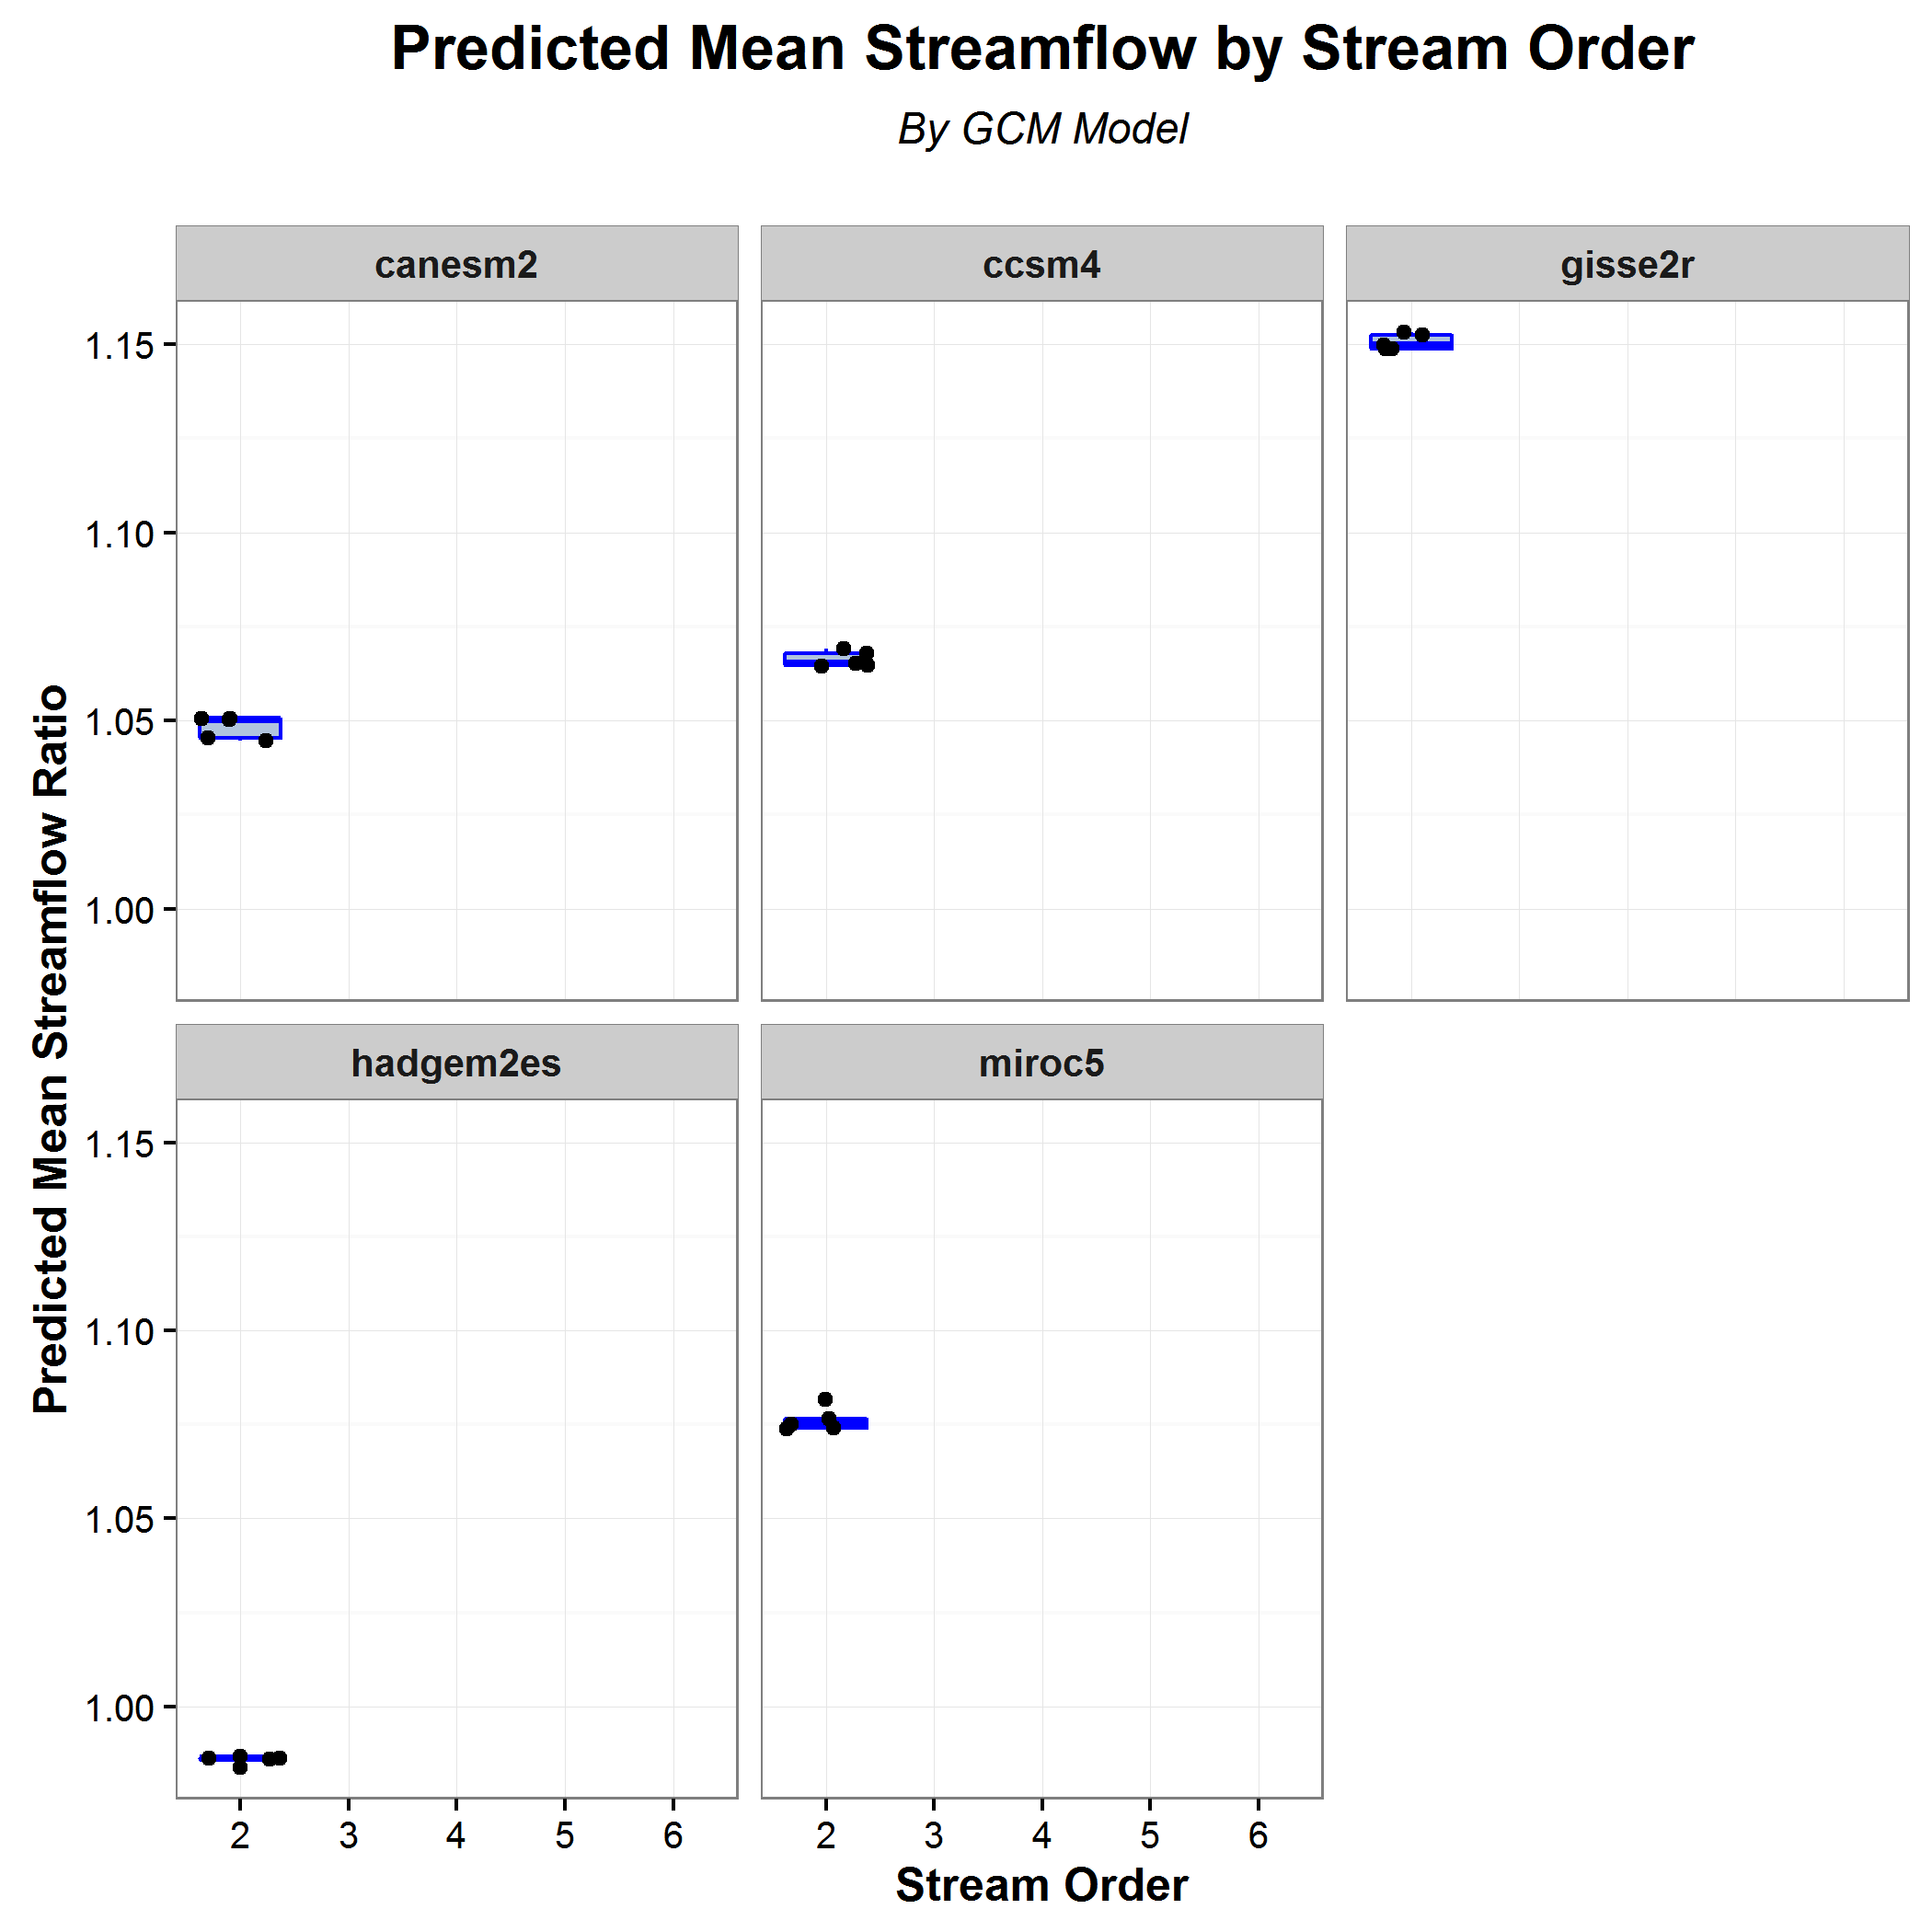 Predicted Mean Streamflow by Stream Order
By GCM Model
canesm2
ccsm4
gisse2r
1.15
1.10
1.05
1.00
Predicted Mean Streamflow Ratio
hadgem2es
miroc5
1.15
1.10
1.05
1.00
2 3 4 5 6
2 3 4 5 6
Stream Order